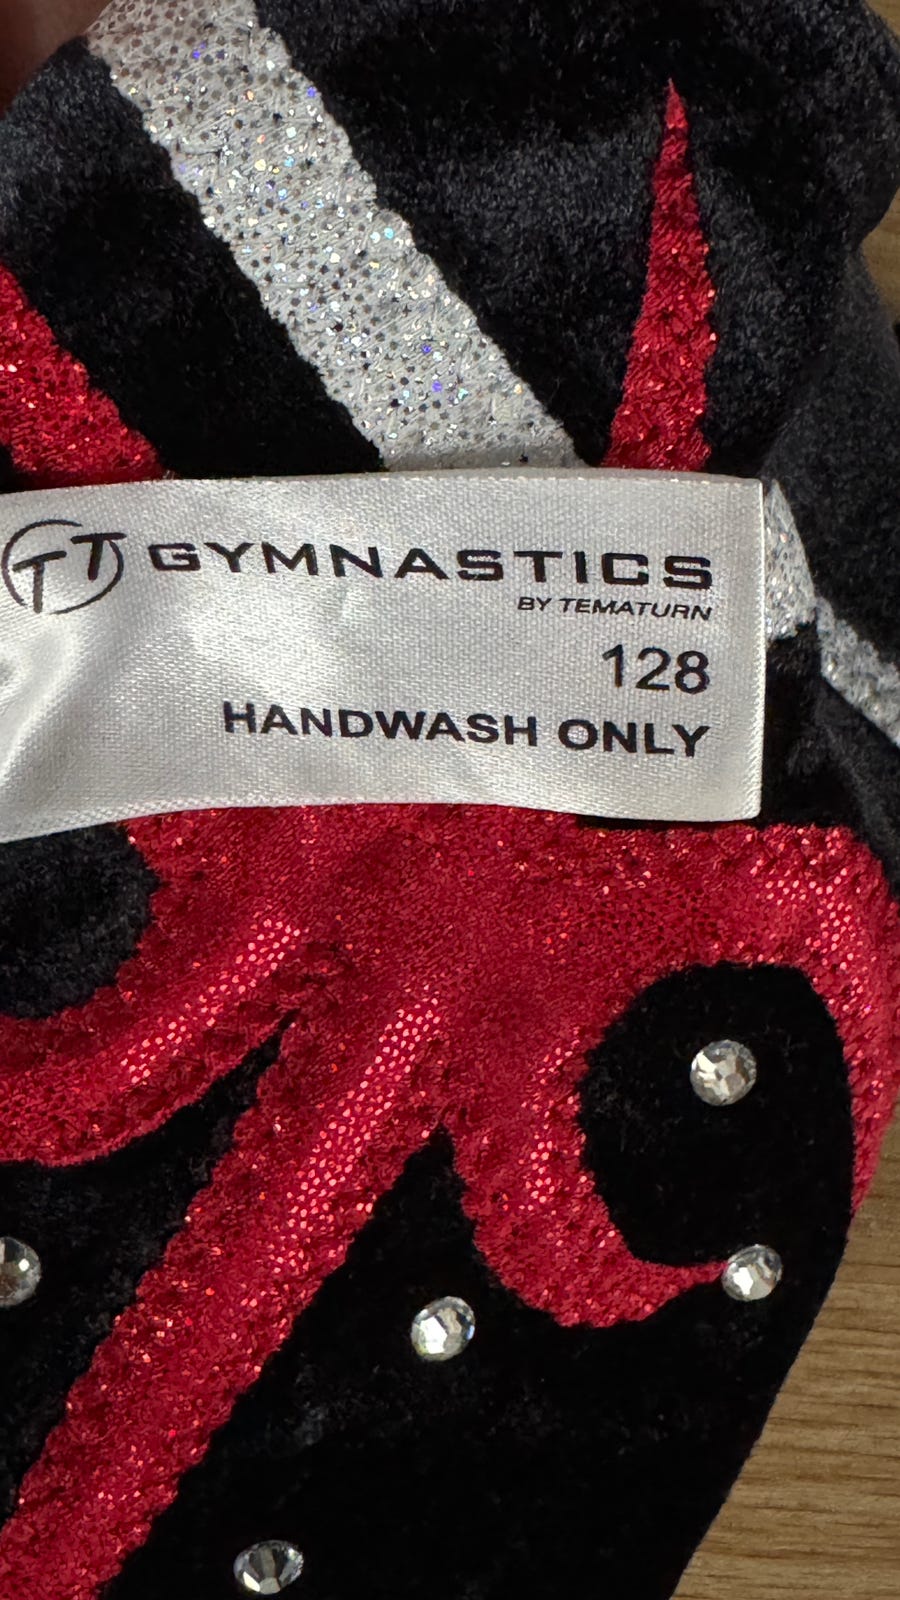 TT GYMNASTICS
BY TEMATURN
128
HANDWASH ONLY